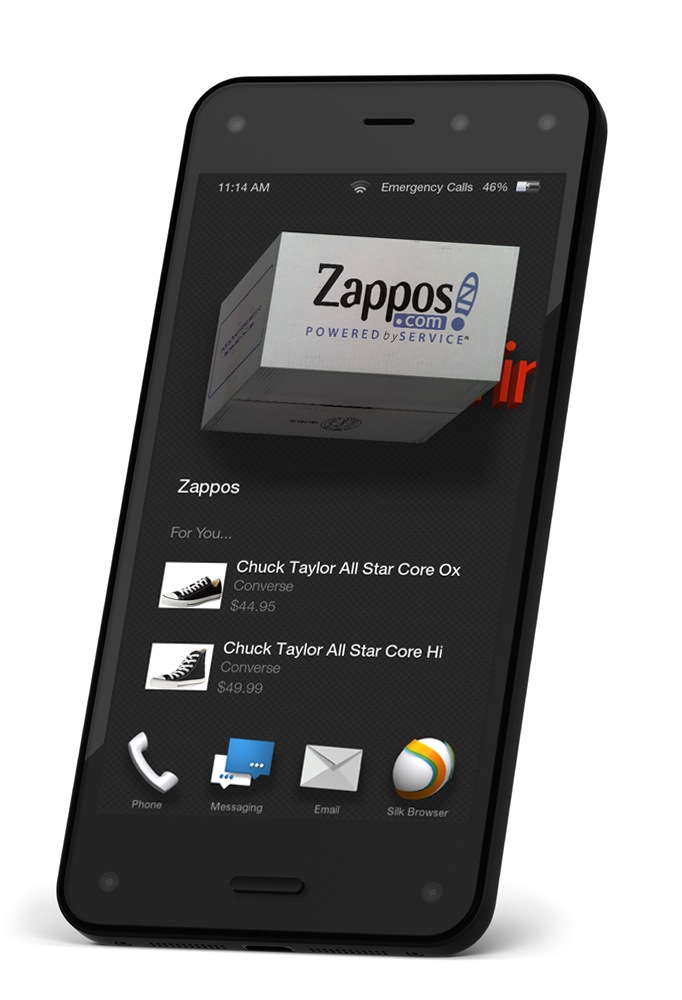 11:14 AM
Emergency Calls 46%
Zappos
.com
POWERED by SERVICE®
ir
Zappos
For You...
Chuck Taylor All Star Core Ox
Converse
$44.95
Chuck Taylor All Star Core Hi
Converse
$49.99
Phone
Messaging
Email
Silk Browser